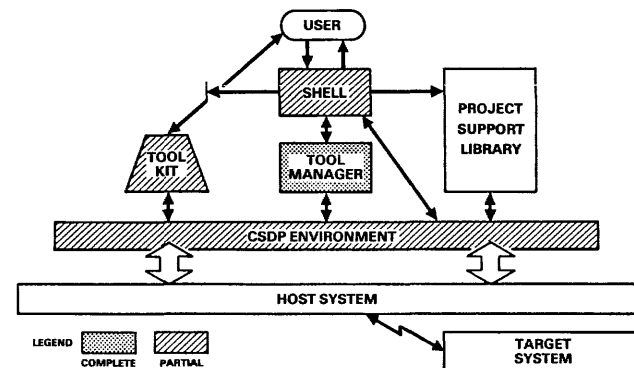 USER
SHELL
PROJECT
SUPPORT
LIBRARY
TOOL
KIT
TOOL
MANAGER
CSDP ENVIRONMENT
HOST SYSTEM
LEGEND
COMPLETE
PARTIAL
TARGET
SYSTEM